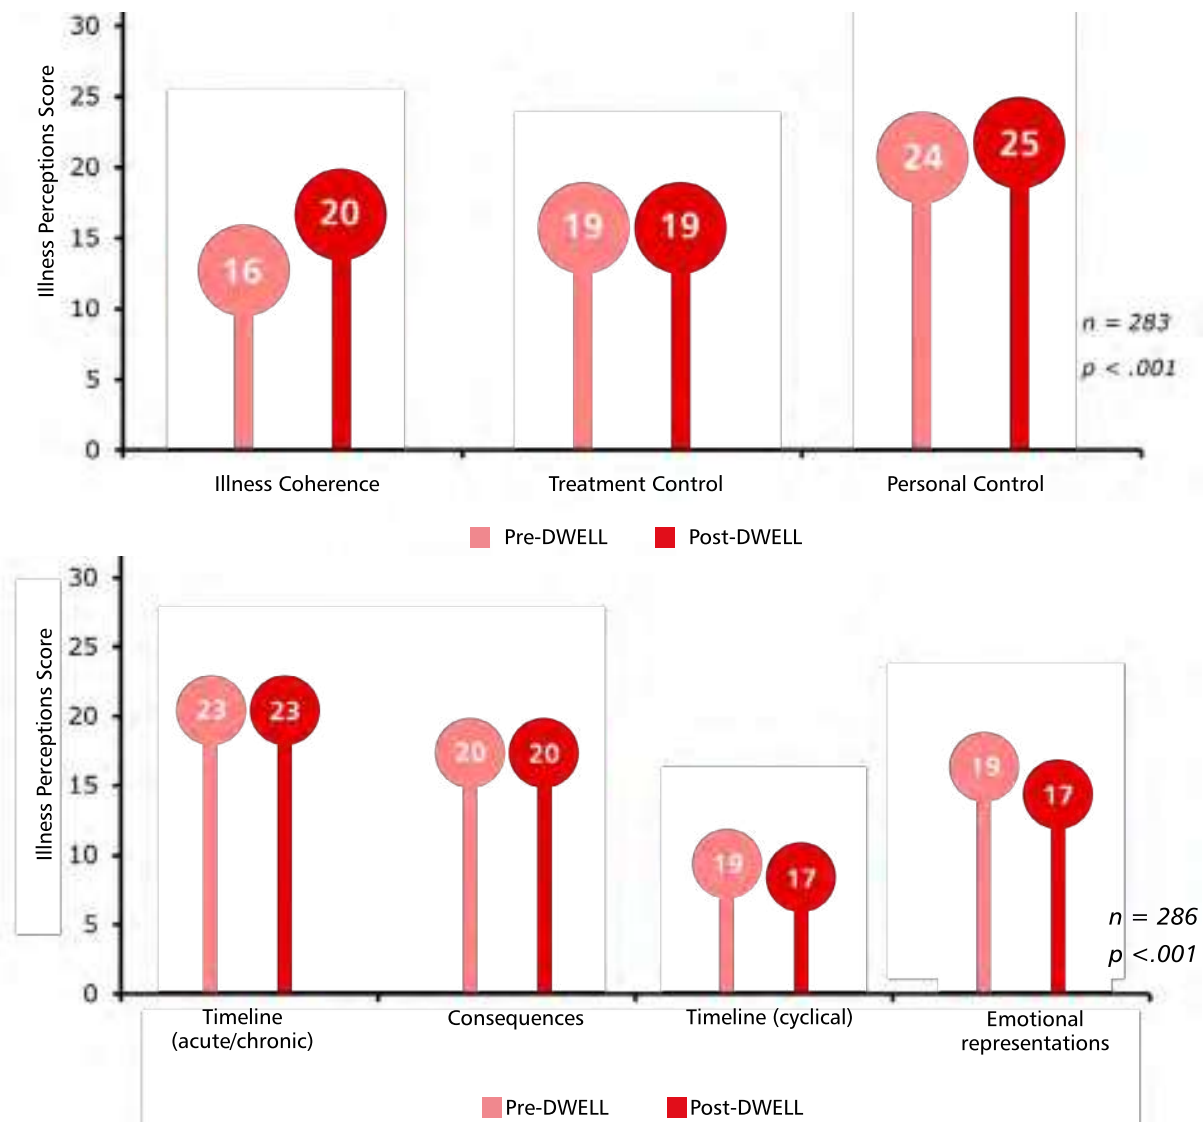 Illness Perceptions Score
30
25
20
15
10
5
0
16
20
19
19
24
25
n = 283
p < .001
Illness Coherence
Treatment Control
Personal Control
Pre-DWELL
Post-DWELL
Illness Perceptions Score
30
25
20
15
10
5
0
23
23
20
20
19
17
19
17
n = 286
p <.001
Timeline
(acute/chronic)
Consequences
Timeline (cyclical)
Emotional
representations
Pre-DWELL
Post-DWELL